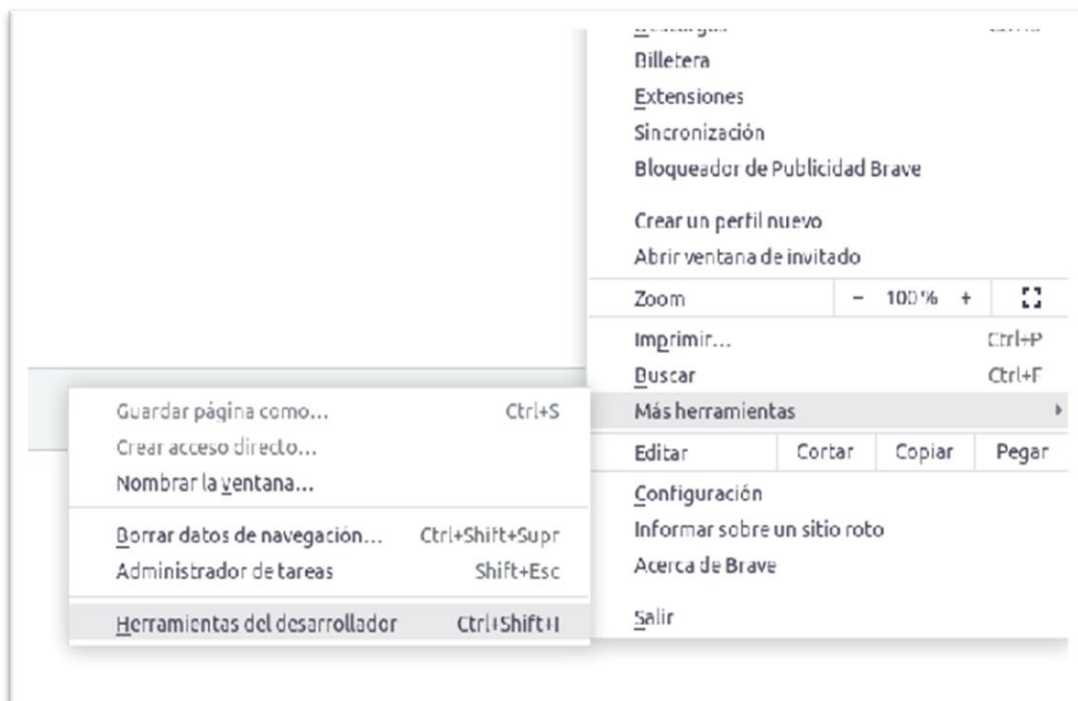 Billetera
Extensiones
Sincronización
Bloqueador de Publicidad Brave
Crear un perfil nuevo
Abrir ventana de invitado
Zoom - 100 % +
Imprimir... Ctrl+P
Buscar Ctrl+F
Más herramientas
Editar Cortar Copiar Pegar
Configuración
Informar sobre un sitio roto
Acerca de Brave
Salir
Guardar página como... Ctrl+S
Crear acceso directo...
Nombrar la ventana...
Borrar datos de navegación... Ctrl+Shift+Supr
Administrador de tareas Shift+Esc
Herramientas del desarrollador Ctrl+Shift+I